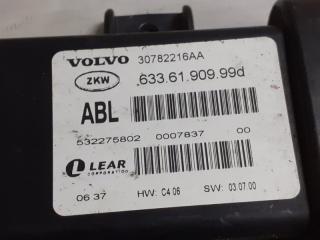 VOLVO 30782216AA
ZKW 633.61.909.99d
ABL
532275802 0007837 00
LEAR
CORPORATION
06 37 HW: C4 06 SW: 03.07.00